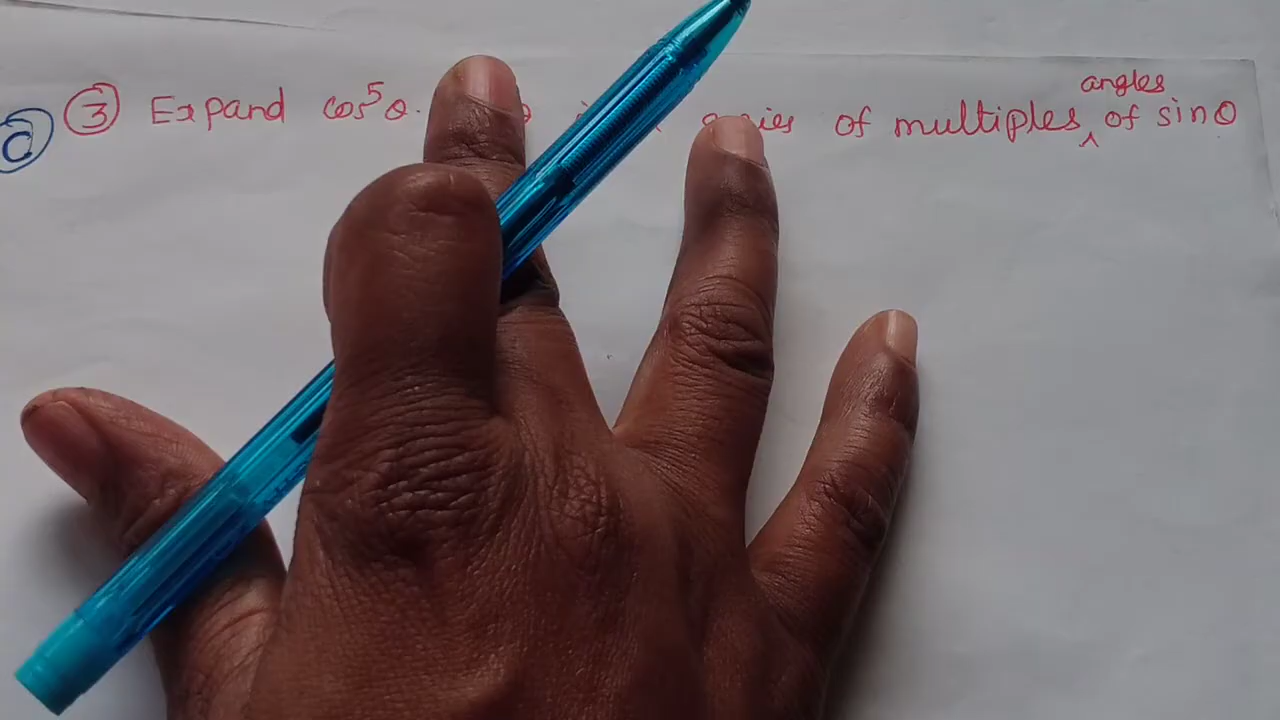 ③ Expand cos⁵θ. θ of multiples ^ angles of sinθ